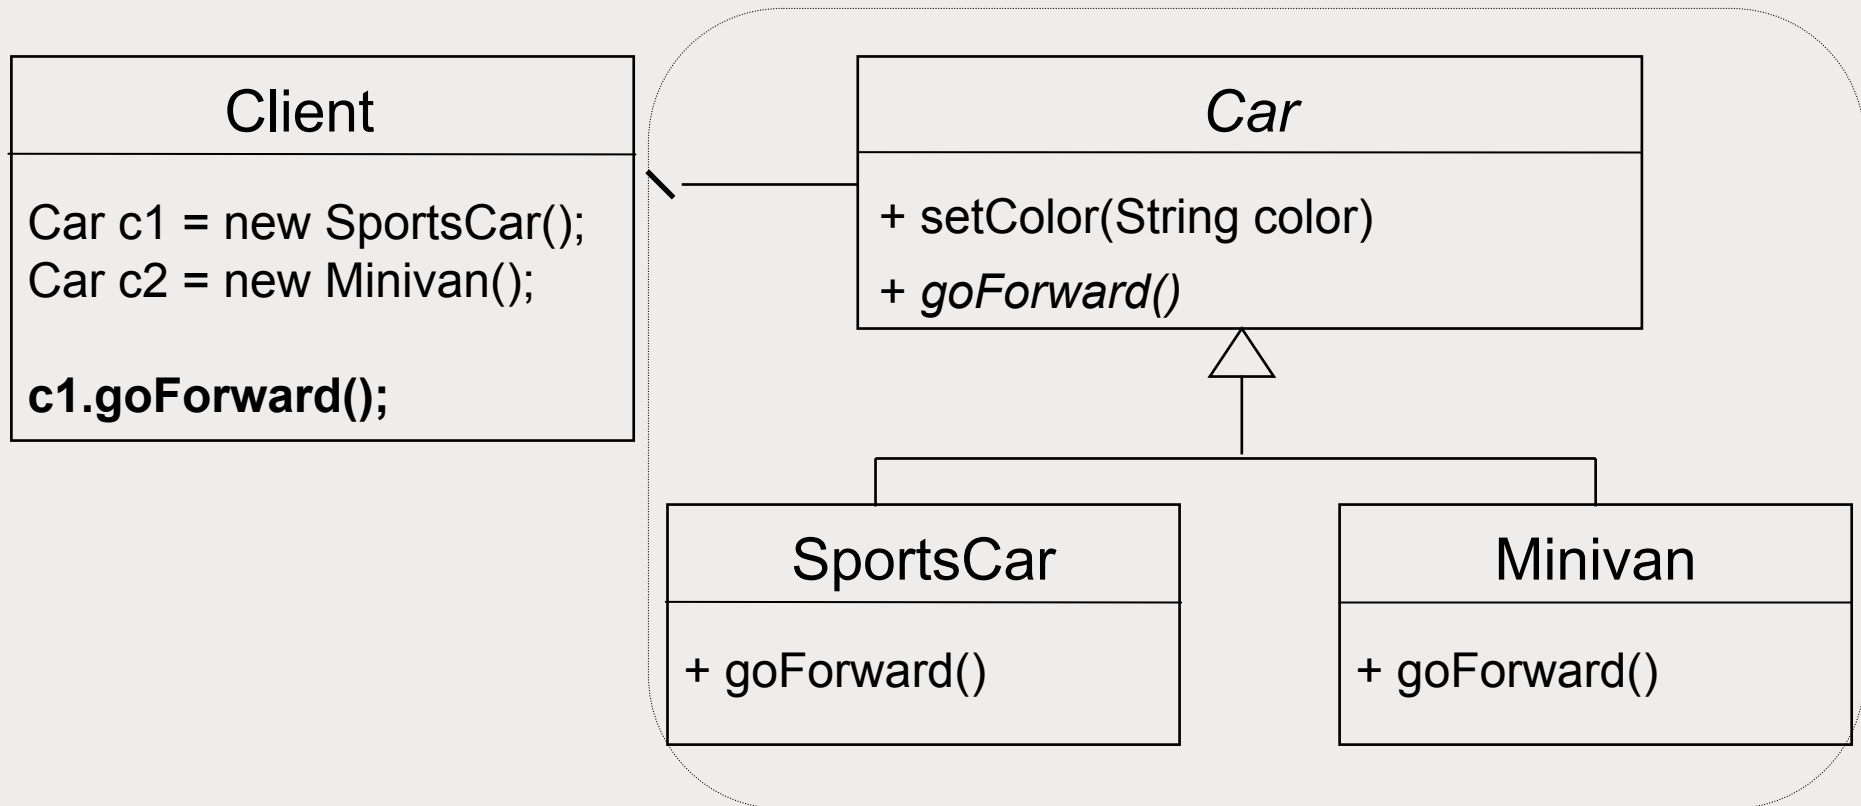 Client
Car c1 = new SportsCar();
Car c2 = new Minivan();
c1.goForward();
Car
+ setColor(String color)
+ goForward()
SportsCar
+ goForward()
Minivan
+ goForward()